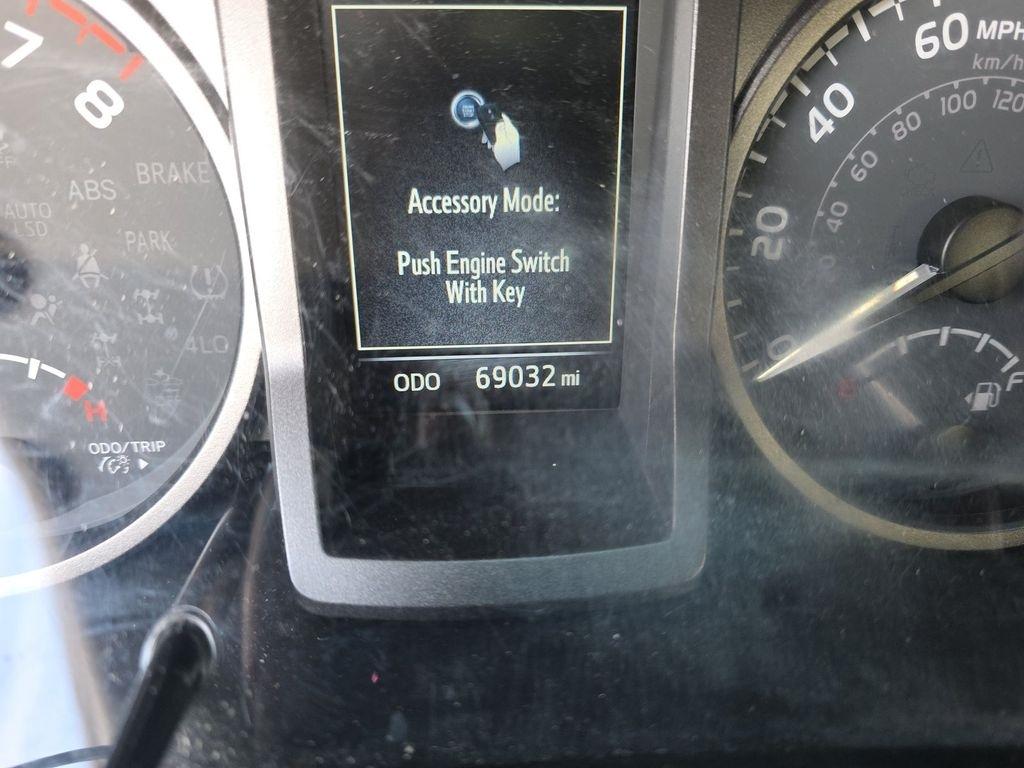 7
8
ABS
BRAKE
AUTO
LSD
PARK
4LO
H
ODO/TRIP
Accessory Mode:
Push Engine Switch
With Key
ODO 69032 mi
60 MPH
km/h
40
100 120
80
60
20
40
F